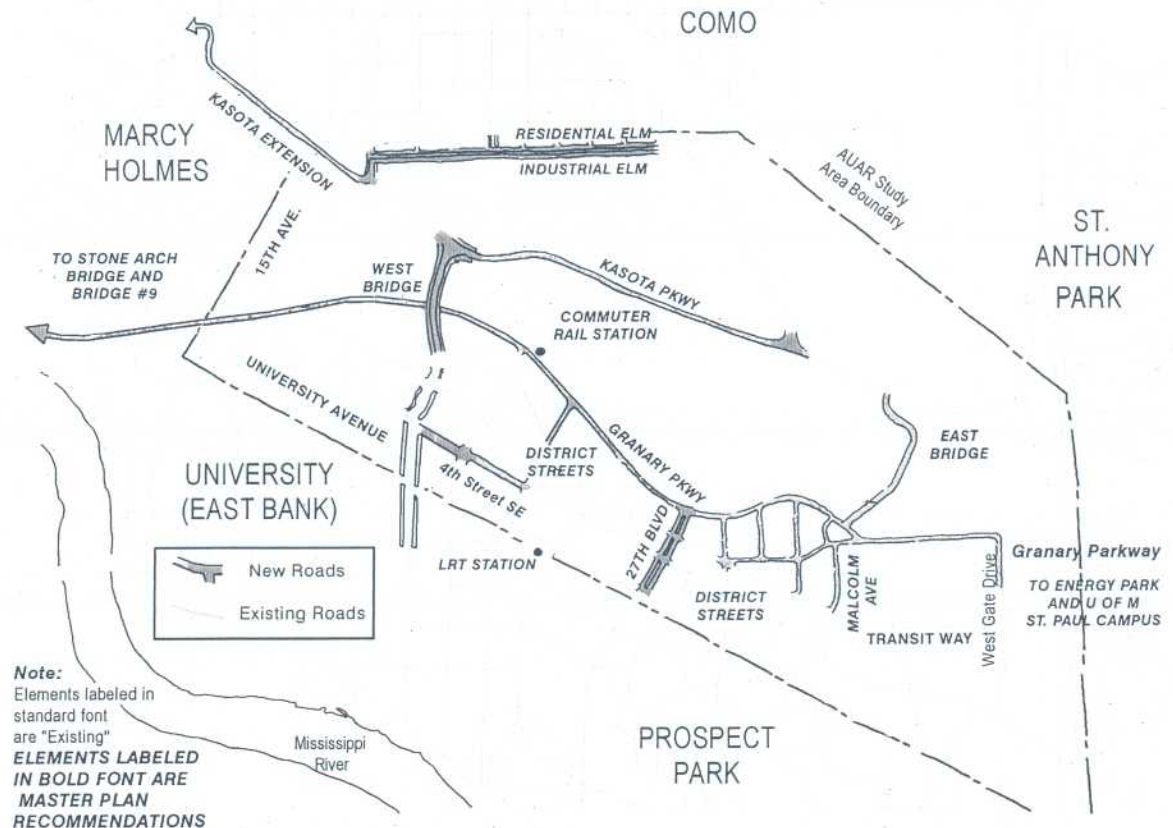 COMO
KASOTA EXTENSION
MARCY
HOLMES
RESIDENTIAL ELM
INDUSTRIAL ELM
AUAR Study
Area Boundary
ST.
ANTHONY
PARK
15TH AVE.
TO STONE ARCH
BRIDGE AND
BRIDGE #9
WEST
BRIDGE
KASOTA PKWY
COMMUTER
RAIL STATION
UNIVERSITY AVENUE
GRANARY PKWY
DISTRICT
STREETS
EAST
BRIDGE
UNIVERSITY
(EAST BANK)
4th Street SE
27TH BLVD
LRT STATION
New Roads
Existing Roads
DISTRICT
STREETS
MALCOLM
AVE
TRANSIT WAY
West Gate Drive
Granary Parkway
TO ENERGY PARK
AND U OF M
ST. PAUL CAMPUS
Note:
Elements labeled in
standard font
are "Existing"
ELEMENTS LABELED
IN BOLD FONT ARE
MASTER PLAN
RECOMMENDATIONS
Mississippi
River
PROSPECT
PARK